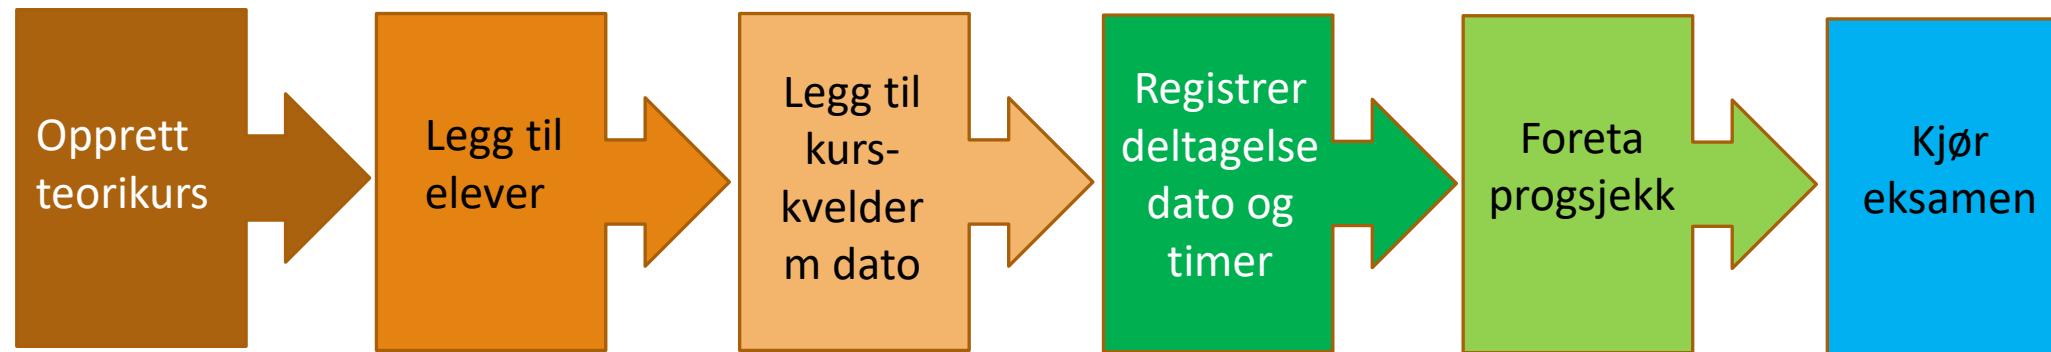 Opprett
teorikurs
Legg til
elever
Legg til
kurs-
kvelder
m dato
Registrer
deltagelse
dato og
timer
Foreta
progsjekk
Kjør
eksamen